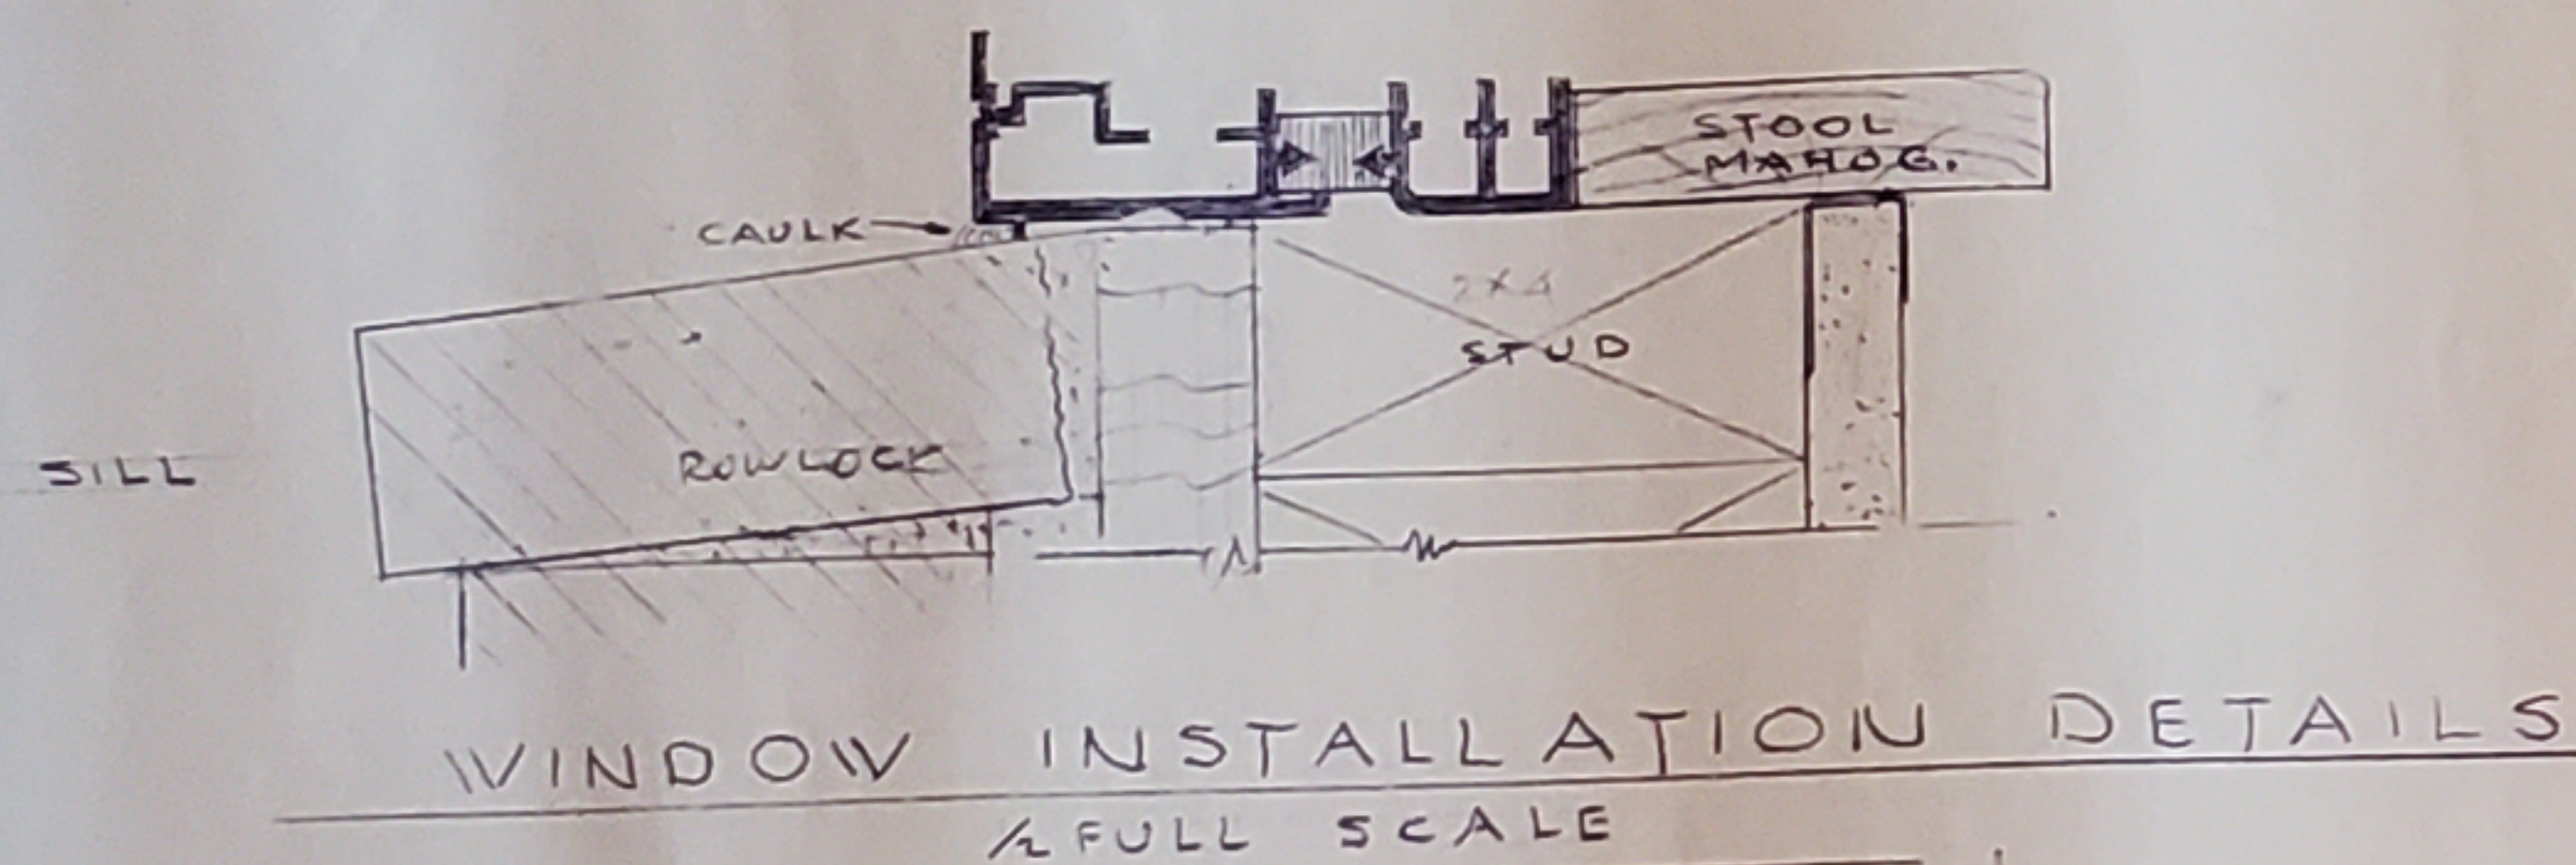 STOOL
MAHOG.
CAULK
2X4
STUD
ROWLOCK
SILL
WINDOW INSTALLATION DETAILS
1/2 FULL SCALE